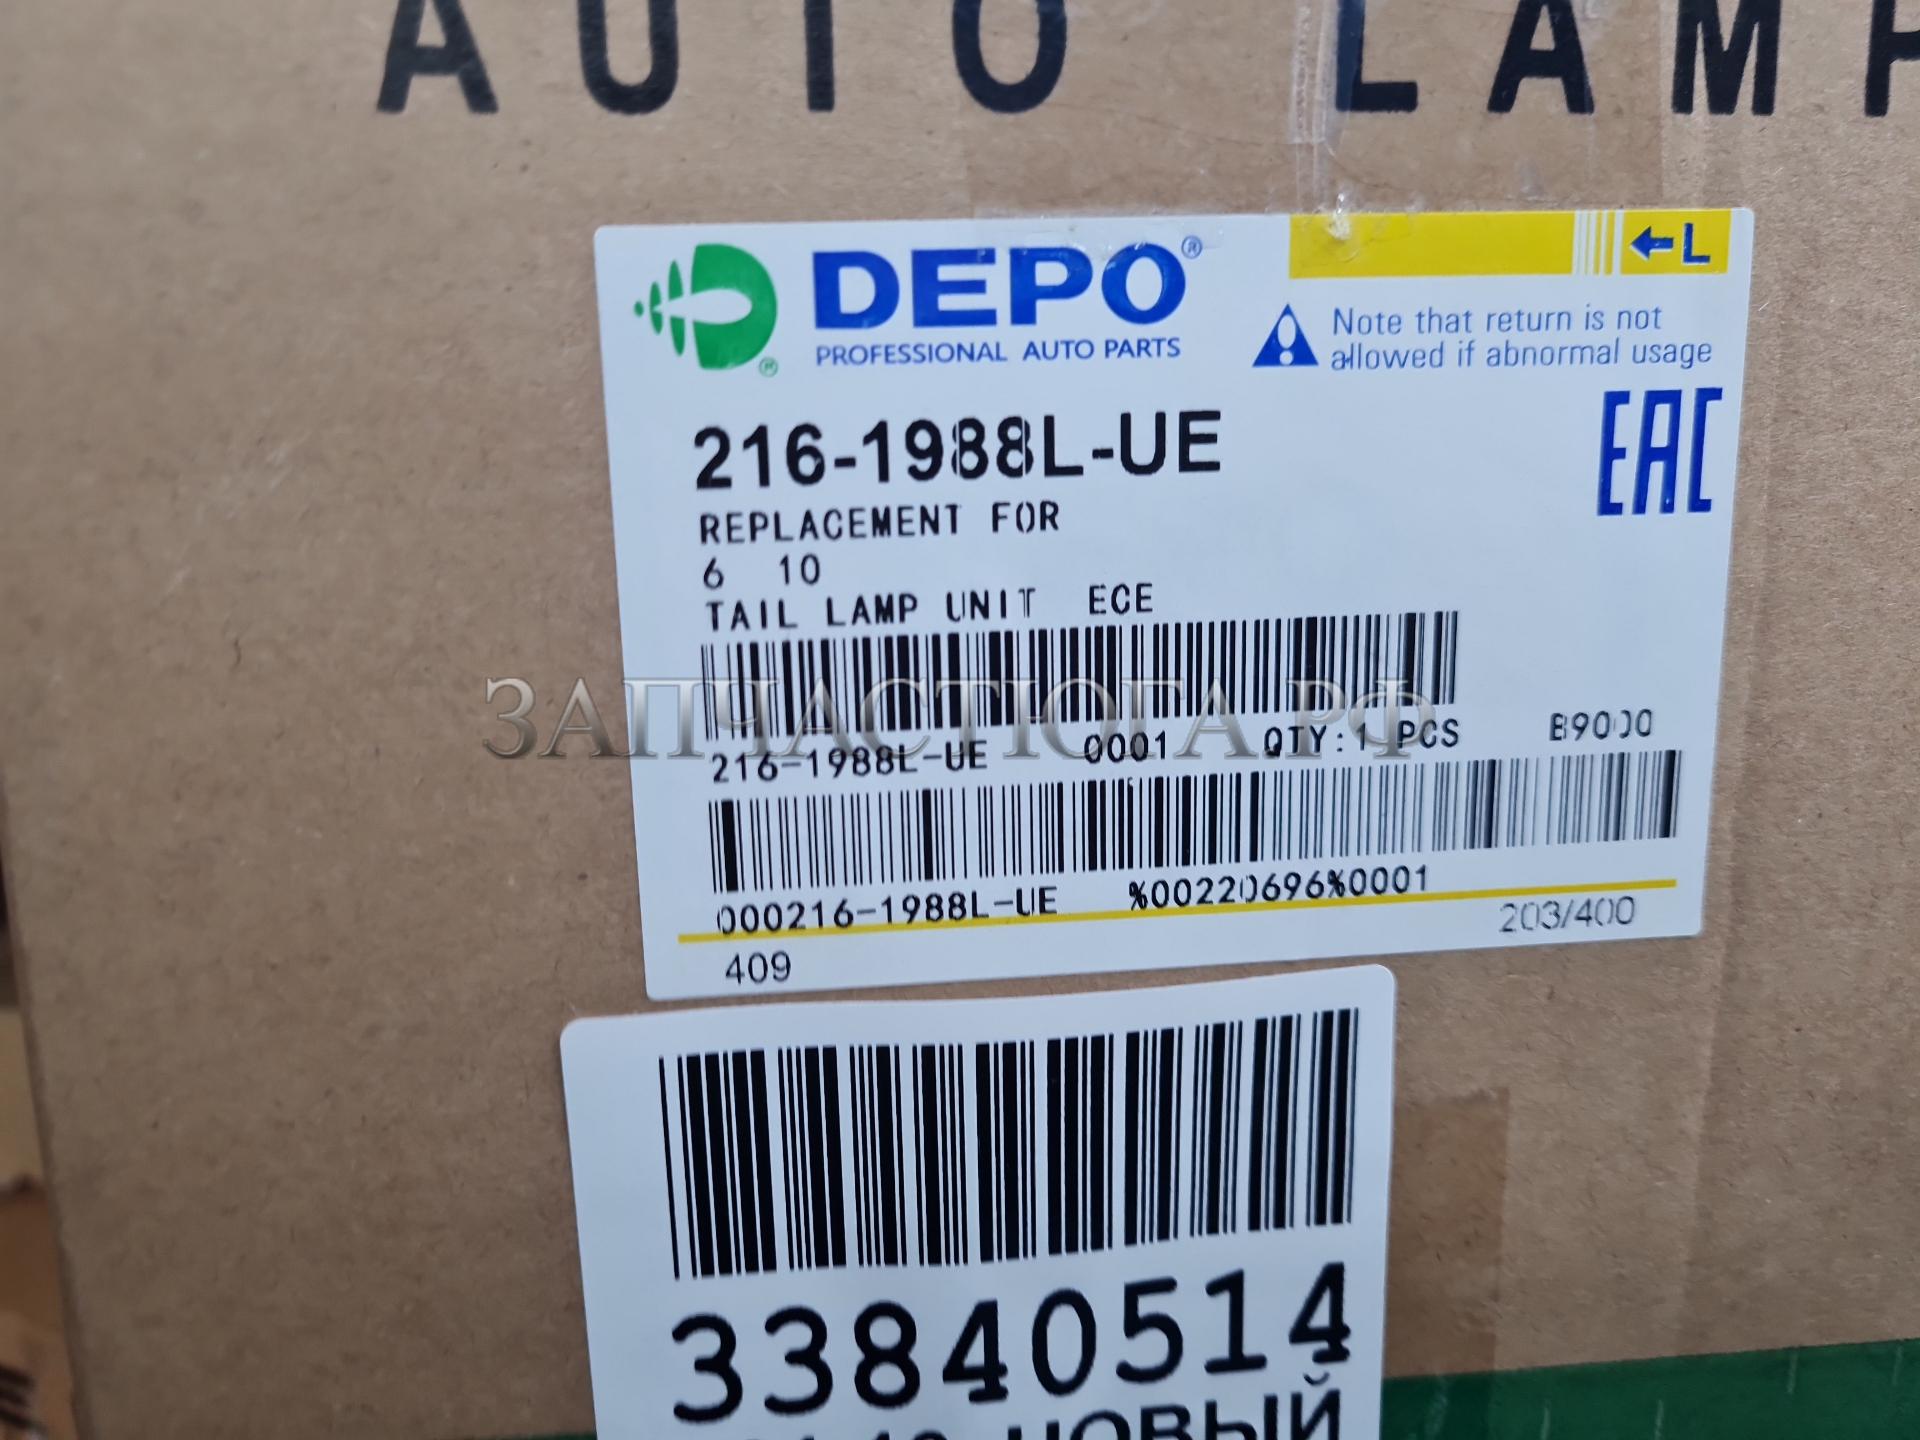 AUTO LAMP
DEPO®
PROFESSIONAL AUTO PARTS
®
←L
Note that return is not
allowed if abnormal usage
EAC
216-1988L-UE
REPLACEMENT FOR
6 10
TAIL LAMP UNIT ECE
ЗАПЧАСТЮГА.РФ
216-1988L-UE 0001 QTY:1 PCS B9000
000216-1988L-UE %00220696%0001
409 203/400
33840514
новый